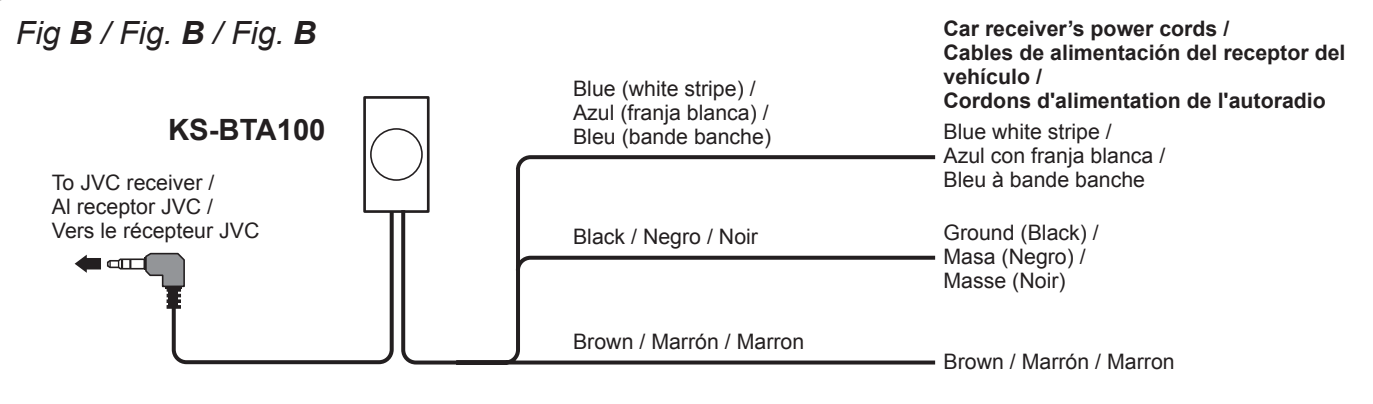 Fig B / Fig. B / Fig. B
Car receiver's power cords /
Cables de alimentación del receptor del
vehículo /
Cordons d'alimentation de l'autoradio
KS-BTA100
Blue (white stripe) /
Azul (franja blanca) /
Bleu (bande banche)
Blue white stripe /
Azul con franja blanca /
Bleu à bande banche
To JVC receiver /
Al receptor JVC /
Vers le récepteur JVC
Black / Negro / Noir
Ground (Black) /
Masa (Negro) /
Masse (Noir)
Brown / Marrón / Marron
Brown / Marrón / Marron